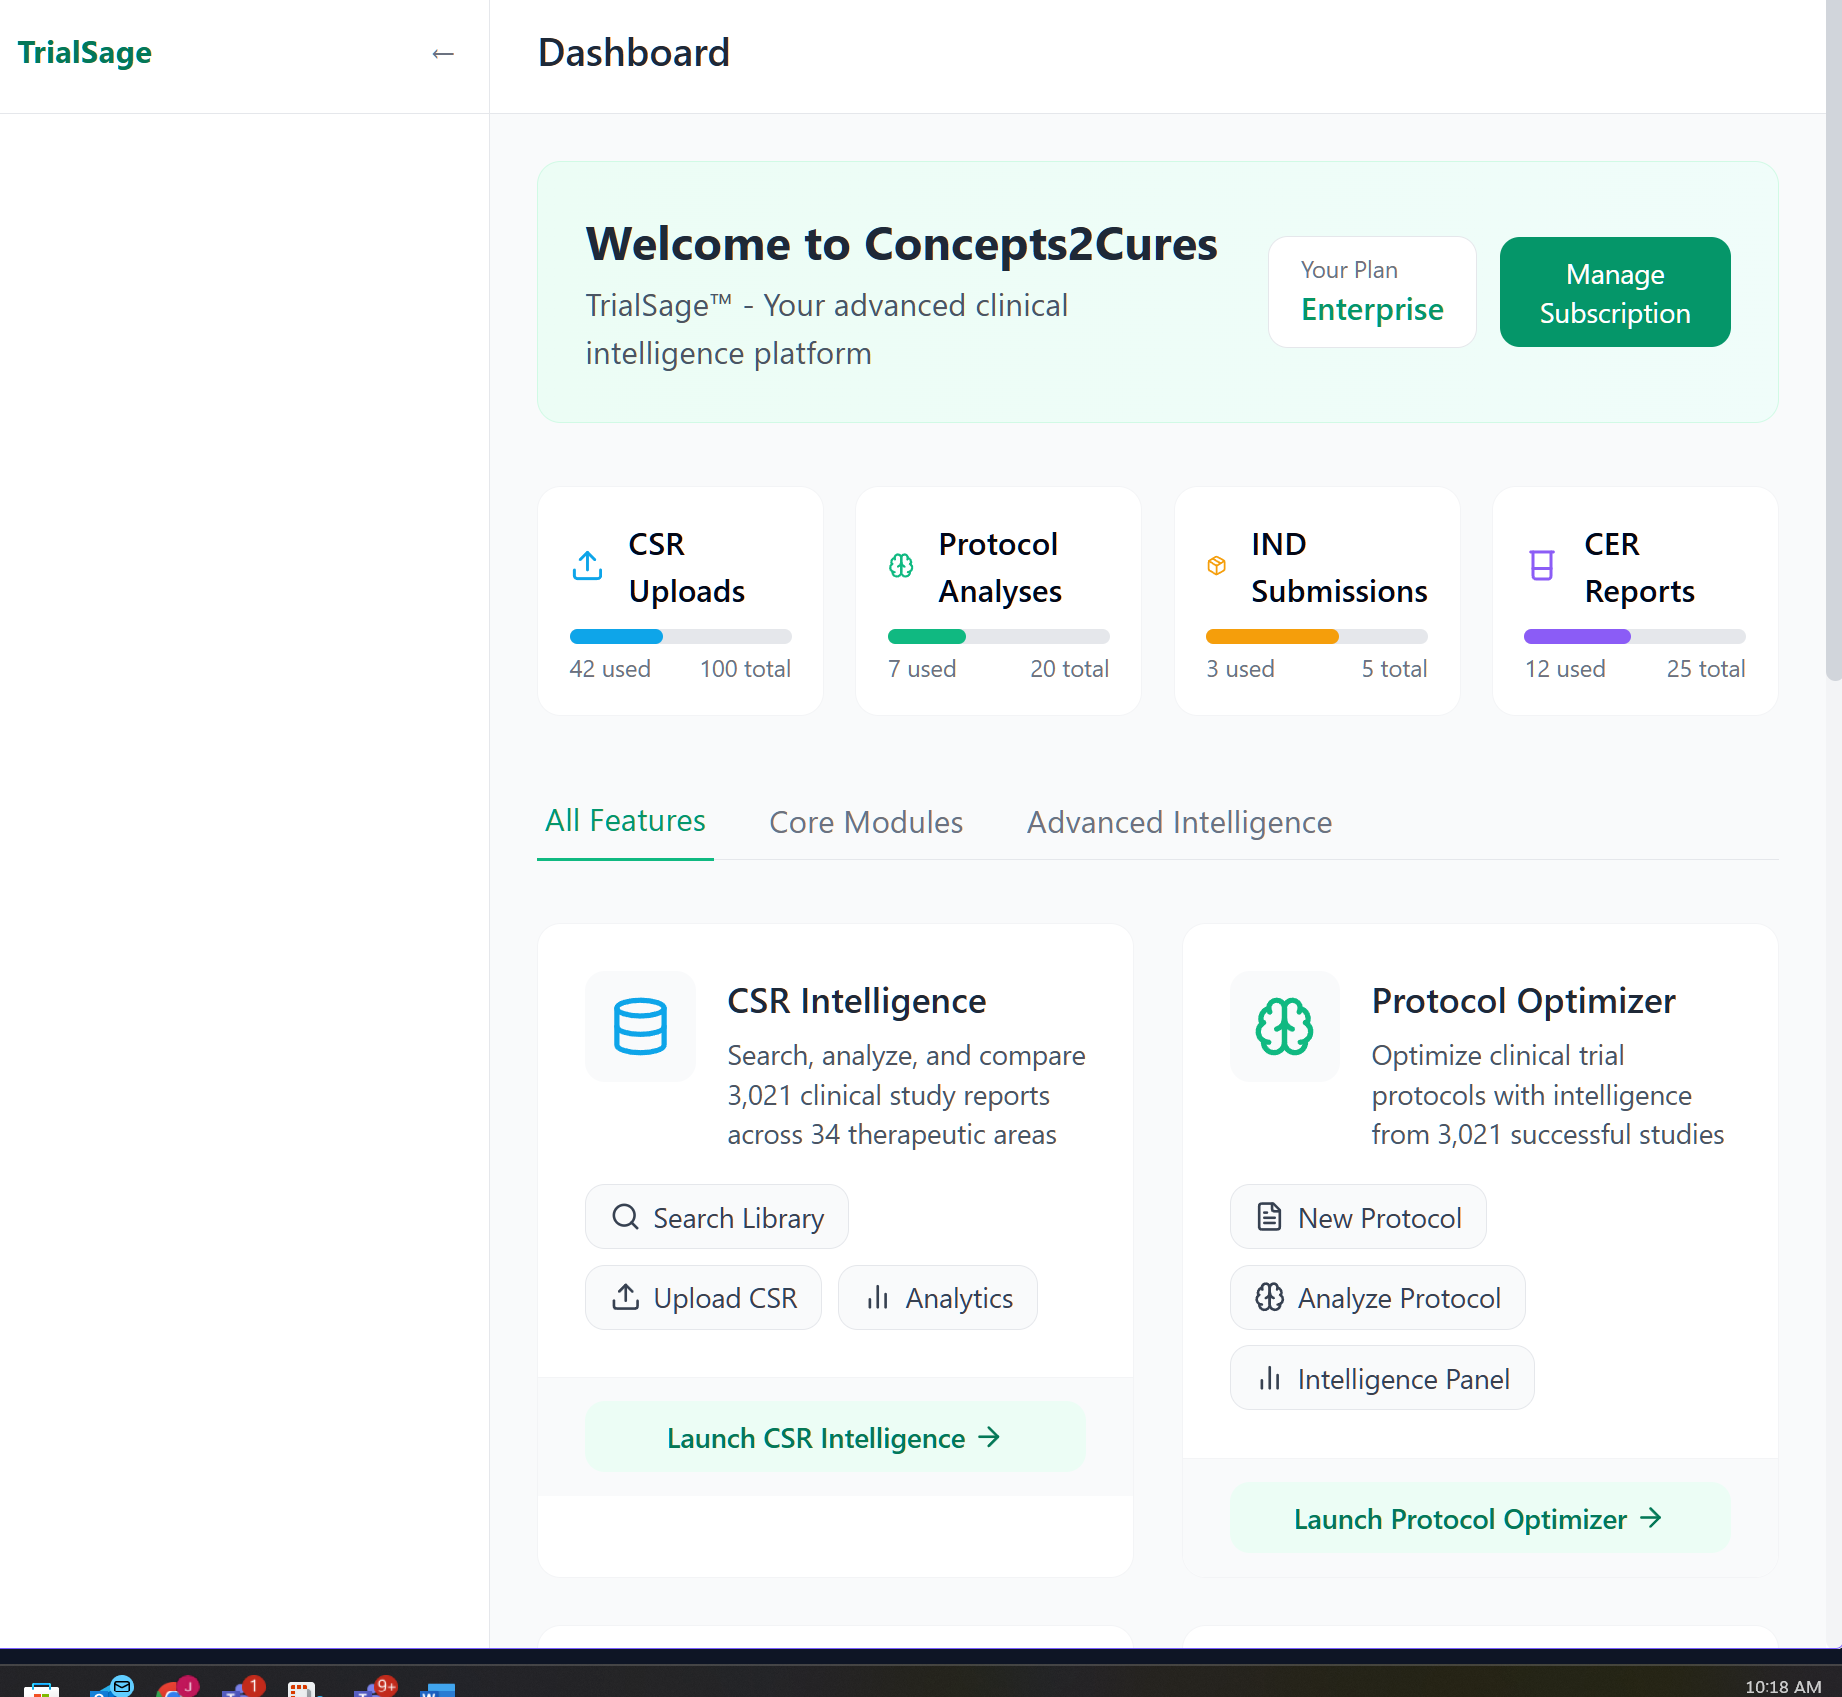 TrialSage
←
Dashboard
Welcome to Concepts2Cures
TrialSage™ - Your advanced clinical
intelligence platform
Your Plan
Enterprise
Manage
Subscription
CSR
Uploads
42 used
100 total
Protocol
Analyses
7 used
20 total
IND
Submissions
3 used
5 total
CER
Reports
12 used
25 total
All Features
Core Modules
Advanced Intelligence
CSR Intelligence
Search, analyze, and compare
3,021 clinical study reports
across 34 therapeutic areas
Search Library
Upload CSR
Analytics
Launch CSR Intelligence →
Protocol Optimizer
Optimize clinical trial
protocols with intelligence
from 3,021 successful studies
New Protocol
Analyze Protocol
Intelligence Panel
Launch Protocol Optimizer →
J
1
9+
10:18 AM